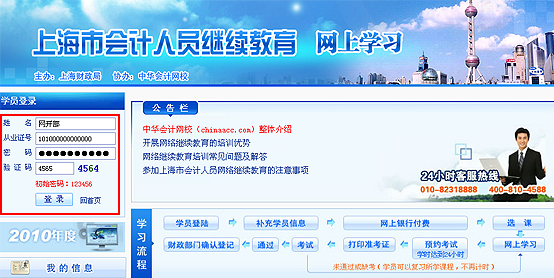 上海市会计人员继续教育 网上学习
主办：上海财政局 协办：中华会计网校
学员登录
姓 名 网开部
从业证号 10100000000000
密 码 ●●●●●●●●●●
验证码 4565 4564
初始密码：123456
登 录 回首页
2010年度
我 的 信 息
公 告 栏
中华会计网校（chinaacc.com）整体介绍
开展网络继续教育的培训优势
网络继续教育培训常见问题及解答
参加上海市会计人员网络继续教育的注意事项
24小时客服热线
010-82318888 400-810-4588
学习流程
学员登陆 补充学员信息 网上银行付费 选 课
财政部门确认登记 通过 考试 打印准考证 预约考试 学时达到24小时 网上学习
未通过或缺考（学员可以复习所学课程，不再计时）